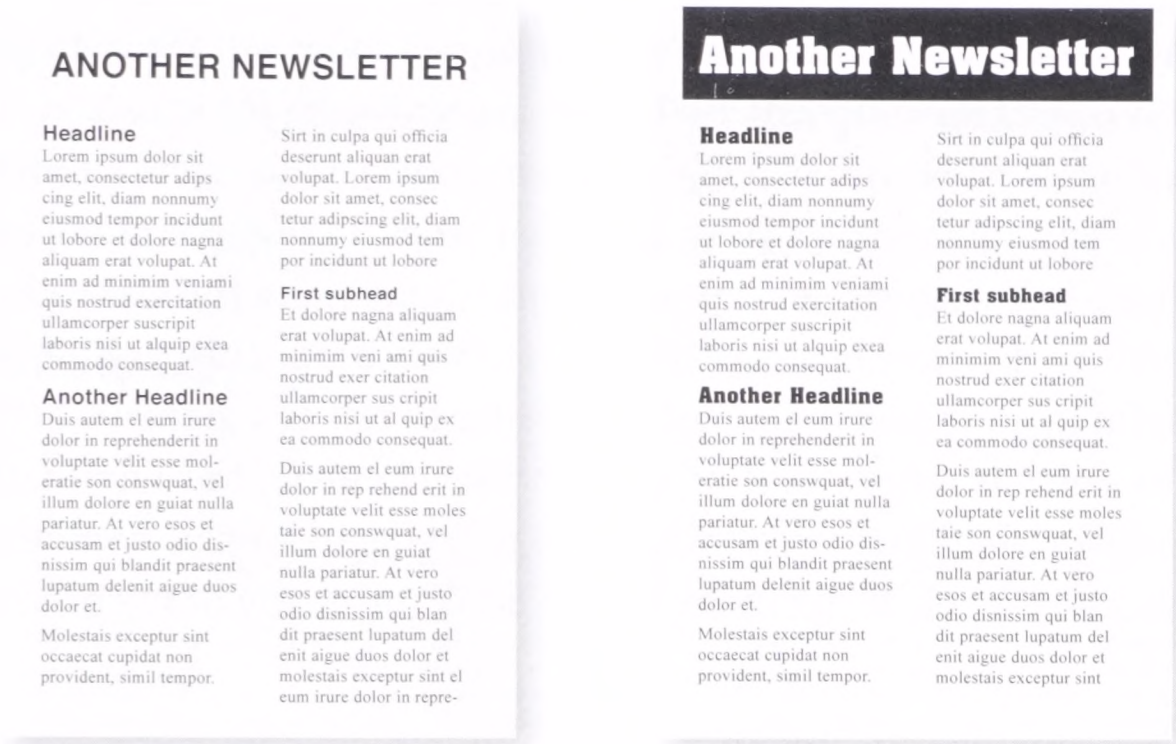 ANOTHER NEWSLETTER
Headline
Lorem ipsum dolor sit
amet, consectetur adips
cing elit, diam nonnumy
eiusmod tempor incidunt
ut lobore et dolore nagna
aliquam erat volupat. At
enim ad minimim veniami
quis nostrud exercitation
ullamcorper suscripit
laboris nisi ut alquip exea
commodo consequat.
Another Headline
Duis autem el eum irure
dolor in reprehenderit in
voluptate velit esse mol-
eratie son conswquat, vel
illum dolore en guiat nulla
pariatur. At vero esos et
accusam et justo odio dis-
nissim qui blandit praesent
lupatum delenit aigue duos
dolor et.
Molestais exceptur sint
occaecat cupidat non
provident, simil tempor.
Sirt in culpa qui officia
deserunt aliquan erat
volupat. Lorem ipsum
dolor sit amet, consec
tetur adipscing elit, diam
nonnumy eiusmod tem
por incidunt ut lobore
First subhead
Et dolore nagna aliquam
erat volupat. At enim ad
minimim veni ami quis
nostrud exer citation
ullamcorper sus cripit
laboris nisi ut al quip ex
ea commodo consequat.
Duis autem el eum irure
dolor in rep rehend erit in
voluptate velit esse moles
taie son conswquat, vel
illum dolore en guiat
nulla pariatur. At vero
esos et accusam et justo
odio disnissim qui blan
dit praesent lupatum del
enit aigue duos dolor et
molestais exceptur sint el
eum irure dolor in repre-
Another Newsletter
Headline
Lorem ipsum dolor sit
amet, consectetur adips
cing elit, diam nonnumy
eiusmod tempor incidunt
ut lobore et dolore nagna
aliquam erat volupat. At
enim ad minimim veniami
quis nostrud exercitation
ullamcorper suscripit
laboris nisi ut alquip exea
commodo consequat.
Another Headline
Duis autem el eum irure
dolor in reprehenderit in
voluptate velit esse mol-
eratie son conswquat, vel
illum dolore en guiat nulla
pariatur. At vero esos et
accusam et justo odio dis-
nissim qui blandit praesent
lupatum delenit aigue duos
dolor et.
Molestais exceptur sint
occaecat cupidat non
provident, simil tempor.
Sirt in culpa qui officia
deserunt aliquan erat
volupat. Lorem ipsum
dolor sit amet, consec
tetur adipscing elit, diam
nonnumy eiusmod tem
por incidunt ut lobore
First subhead
Et dolore nagna aliquam
erat volupat. At enim ad
minimim veni ami quis
nostrud exer citation
ullamcorper sus cripit
laboris nisi ut al quip ex
ea commodo consequat.
Duis autem el eum irure
dolor in rep rehend erit in
voluptate velit esse moles
taie son conswquat, vel
illum dolore en guiat
nulla pariatur. At vero
esos et accusam et justo
odio disnissim qui blan
dit praesent lupatum del
enit aigue duos dolor et
molestais exceptur sint